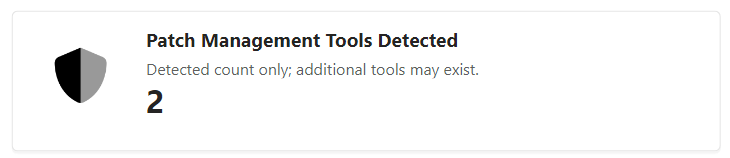 Patch Management Tools Detected
Detected count only; additional tools may exist.
2